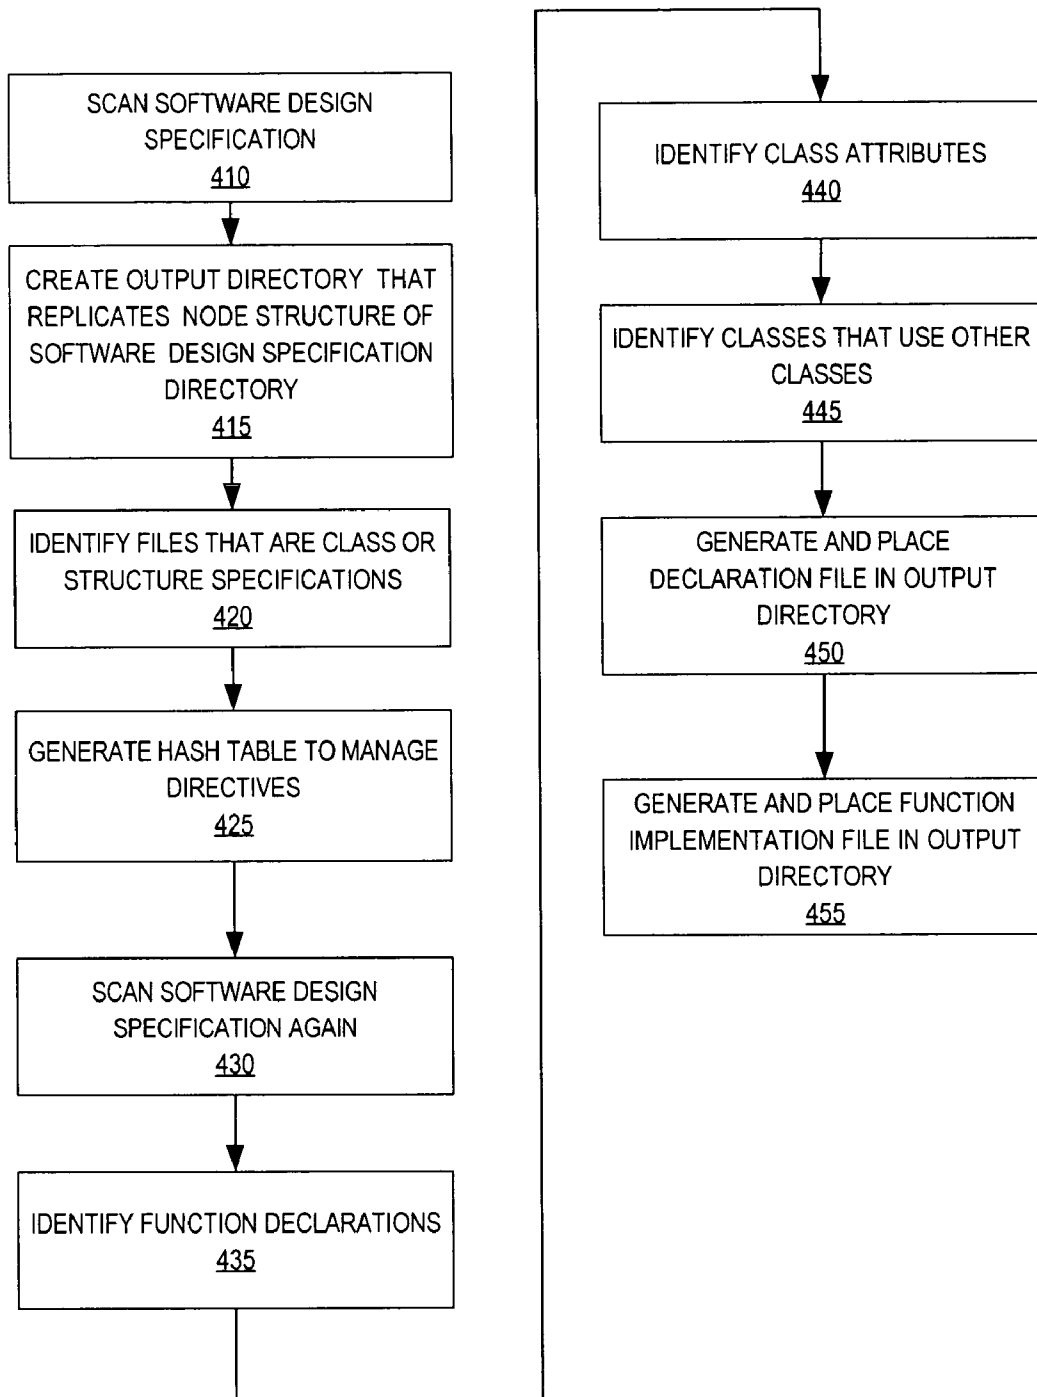 SCAN SOFTWARE DESIGN
SPECIFICATION
410
CREATE OUTPUT DIRECTORY THAT
REPLICATES NODE STRUCTURE OF
SOFTWARE DESIGN SPECIFICATION
DIRECTORY
415
IDENTIFY FILES THAT ARE CLASS OR
STRUCTURE SPECIFICATIONS
420
GENERATE HASH TABLE TO MANAGE
DIRECTIVES
425
SCAN SOFTWARE DESIGN
SPECIFICATION AGAIN
430
IDENTIFY FUNCTION DECLARATIONS
435
IDENTIFY CLASS ATTRIBUTES
440
IDENTIFY CLASSES THAT USE OTHER
CLASSES
445
GENERATE AND PLACE
DECLARATION FILE IN OUTPUT
DIRECTORY
450
GENERATE AND PLACE FUNCTION
IMPLEMENTATION FILE IN OUTPUT
DIRECTORY
455